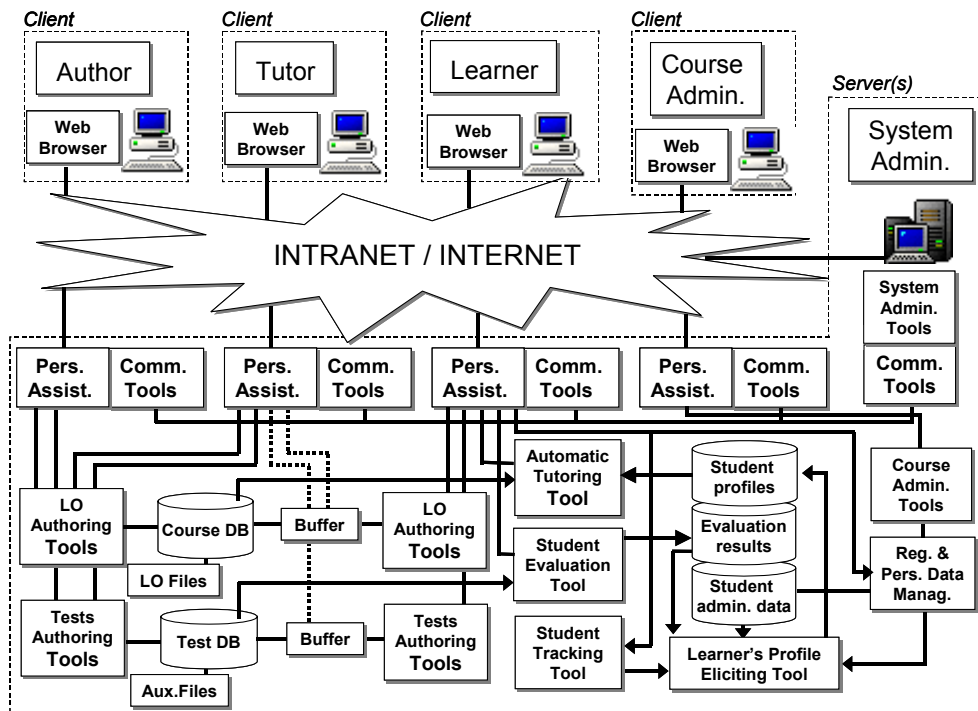 Client
Client
Client
Client
Author
Tutor
Learner
Course
Admin.
Server(s)
System
Admin.
Web
Browser
Web
Browser
Web
Browser
Web
Browser
INTRANET / INTERNET
System
Admin.
Tools
Comm.
Tools
Pers.
Assist.
Comm.
Tools
Pers.
Assist.
Comm.
Tools
Pers.
Assist.
Comm.
Tools
Pers.
Assist.
Comm.
Tools
LO
Authoring
Tools
Course DB
Buffer
LO
Authoring
Tools
Automatic
Tutoring
Tool
Student
profiles
Course
Admin.
Tools
LO Files
Student
Evaluation
Tool
Evaluation
results
Reg. &
Pers. Data
Manag.
Student
admin. data
Tests
Authoring
Tools
Test DB
Buffer
Tests
Authoring
Tools
Student
Tracking
Tool
Learner's Profile
Eliciting Tool
Aux.Files